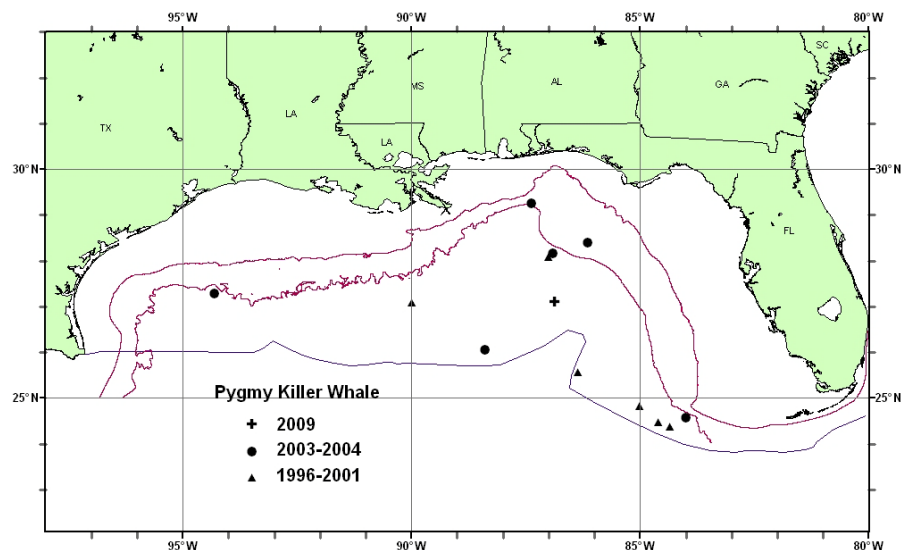 95°W 90°W 85°W 80°W
SC
MS AL GA
TX LA
LA
30°N 30°N
FL
25°N 25°N
Pygmy Killer Whale
2009
2003-2004
1996-2001
95°W 90°W 85°W 80°W